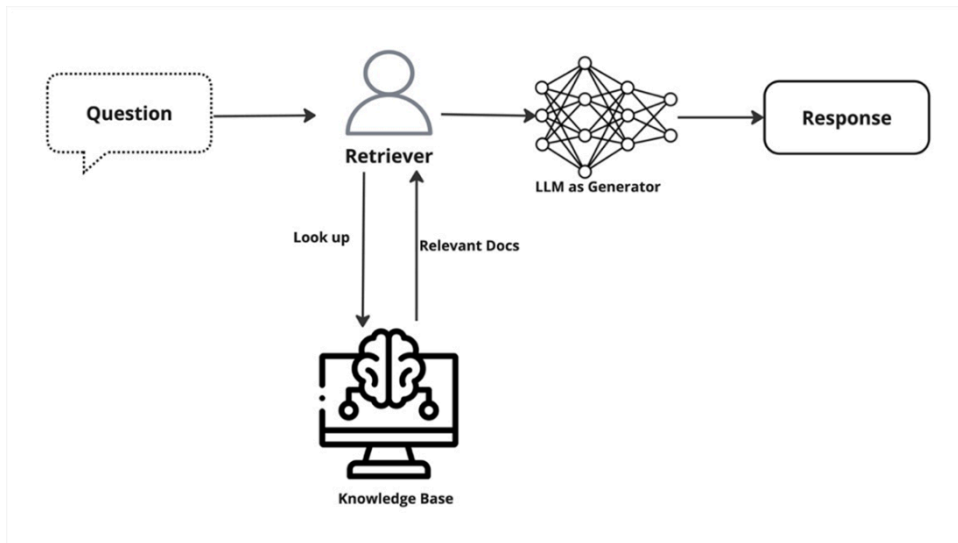 Question
Retriever
LLM as Generator
Response
Look up
Relevant Docs
Knowledge Base